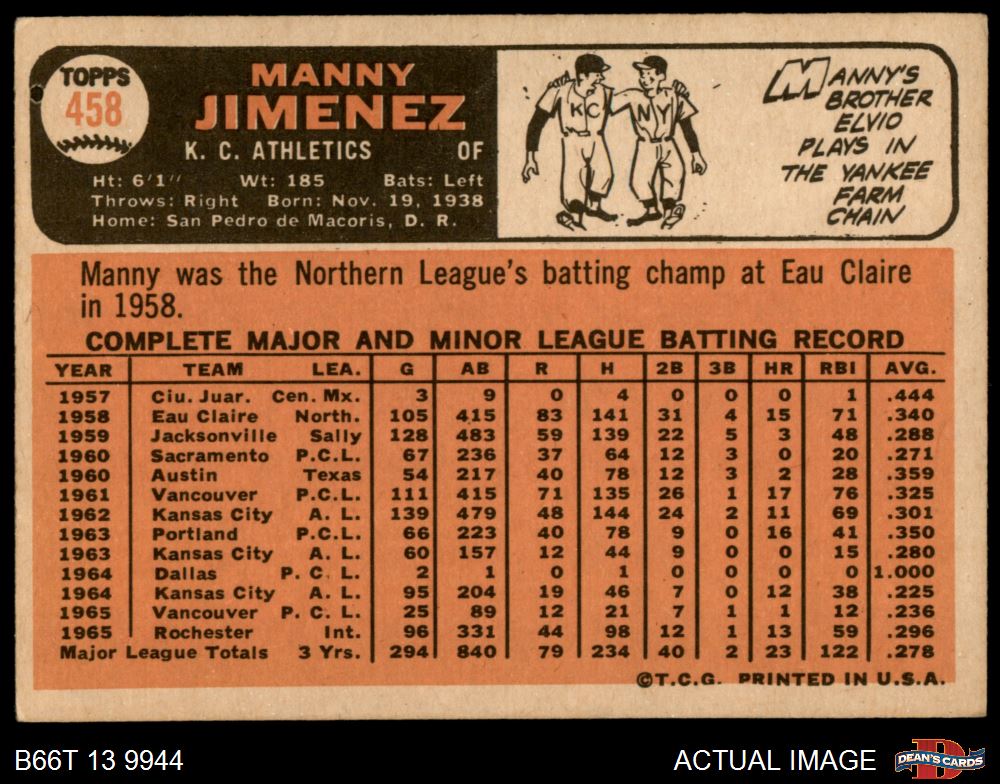 TOPPS
458
MANNY
JIMENEZ
K. C. ATHLETICS OF
Ht: 6'1" Wt: 185 Bats: Left
Throws: Right Born: Nov. 19, 1938
Home: San Pedro de Macoris, D. R.
KC
NY
MANNY'S
BROTHER
ELVIO
PLAYS IN
THE YANKEE
FARM
CHAIN
Manny was the Northern League's batting champ at Eau Claire
in 1958.
COMPLETE MAJOR AND MINOR LEAGUE BATTING RECORD
YEAR TEAM LEA. G AB R H 2B 3B HR RBI AVG.
1957 Ciu. Juar. Cen. Mx. 3 9 0 4 0 0 0 1 .444
1958 Eau Claire North. 105 415 83 141 31 4 15 71 .340
1959 Jacksonville Sally 128 483 59 139 22 5 3 48 .288
1960 Sacramento P.C.L. 67 236 37 64 12 3 0 20 .271
1960 Austin Texas 54 217 40 78 12 3 2 28 .359
1961 Vancouver P.C.L. 111 415 71 135 26 1 17 76 .325
1962 Kansas City A. L. 139 479 48 144 24 2 11 69 .301
1963 Portland P.C.L. 66 223 40 78 9 0 16 41 .350
1963 Kansas City A. L. 60 157 12 44 9 0 0 15 .280
1964 Dallas P. C. L. 2 1 0 1 0 0 0 0 1.000
1964 Kansas City A. L. 95 204 19 46 7 0 12 38 .225
1965 Vancouver P. C. L. 25 89 12 21 7 1 1 12 .236
1965 Rochester Int. 96 331 44 98 12 1 13 59 .296
Major League Totals 3 Yrs. 294 840 79 234 40 2 23 122 .278
©T.C.G. PRINTED IN U.S.A.
B66T 13 9944 ACTUAL IMAGE
D
DEAN'S CARDS